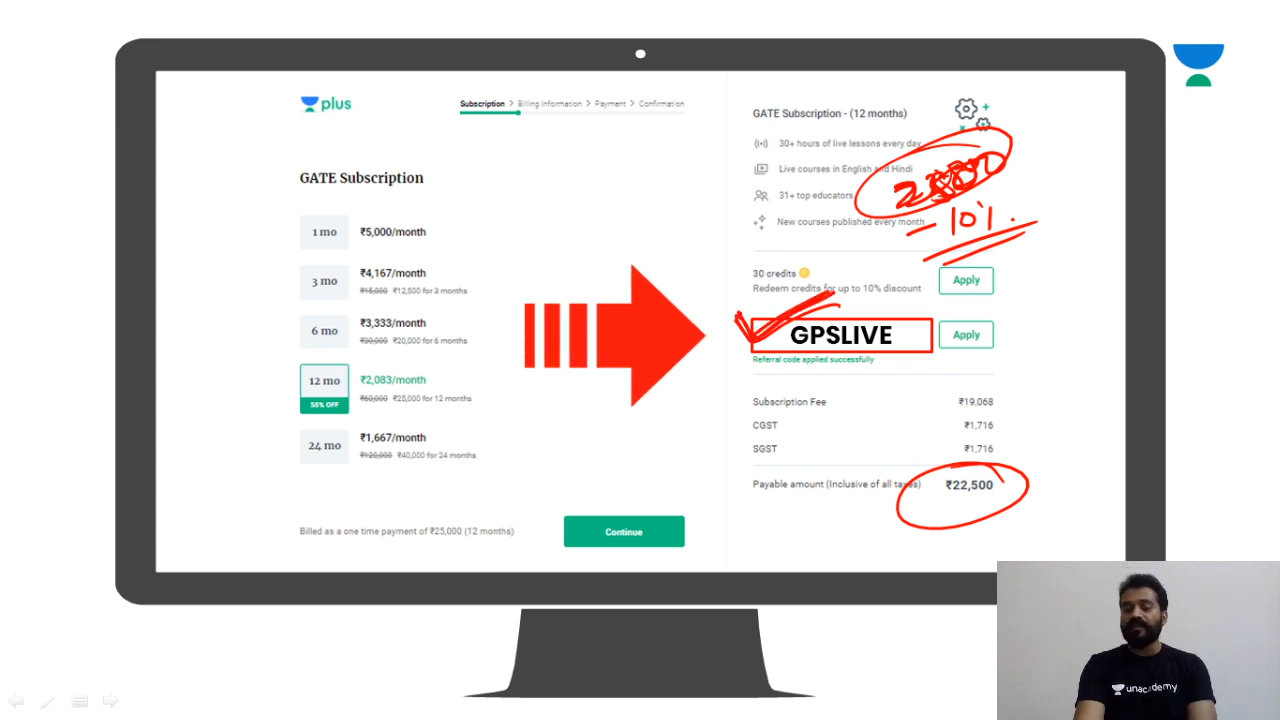 plus
Subscription > Billing Information > Payment > Confirmation
GATE Subscription
1 mo ₹5,000/month
3 mo ₹4,167/month
₹15,000 ₹12,500 for 3 months
6 mo ₹3,333/month
₹30,000 ₹20,000 for 6 months
12 mo ₹2,083/month
58% OFF ₹60,000 ₹25,000 for 12 months
24 mo ₹1,667/month
₹120,000 ₹40,000 for 24 months
Billed as a one time payment of ₹25,000 (12 months) Continue
GATE Subscription - (12 months)
30+ hours of live lessons every day
Live courses in English and Hindi
31+ top educators
New courses published every month
- 10%.
30 credits
Redeem credits for up to 10% discount Apply
GPSLIVE Apply
Referral code applied successfully
Subscription Fee ₹19,068
CGST ₹1,716
SGST ₹1,716
Payable amount (Inclusive of all taxes) ₹22,500
unacademy